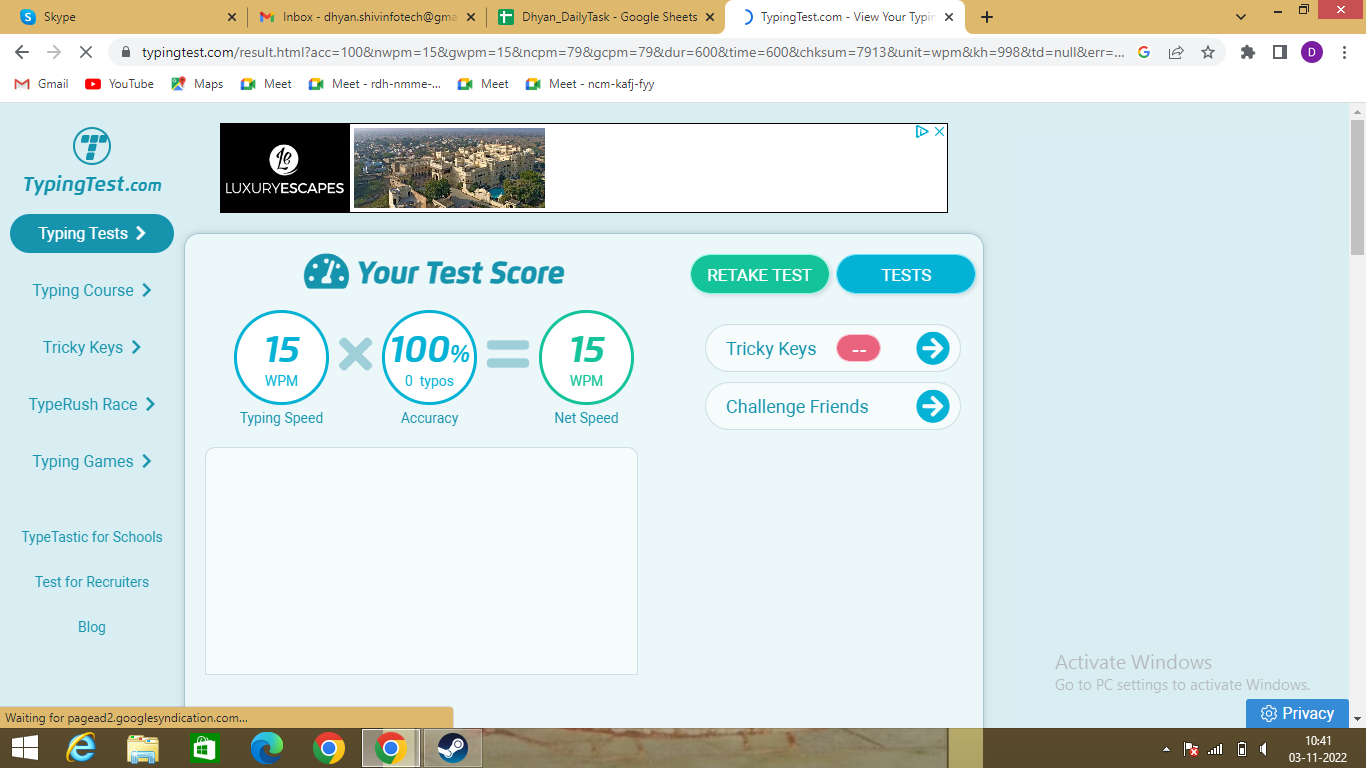 Skype
Inbox - dhyan.shivinfotech@gma
Dhyan_DailyTask - Google Sheets
TypingTest.com - View Your Typin
typingtest.com/result.html?acc=100&nwpm=15&gwpm=15&ncpm=79&gcpm=79&dur=600&time=600&chksum=7913&unit=wpm&kh=998&td=null&err=...
D
Gmail
YouTube
Maps
Meet
Meet - rdh-nmme-...
Meet
Meet - ncm-kafj-fyy
TypingTest.com
LE
LUXURYESCAPES
Typing Tests
Typing Course
Tricky Keys
TypeRush Race
Typing Games
TypeTastic for Schools
Test for Recruiters
Blog
Your Test Score
RETAKE TEST
TESTS
15
WPM
Typing Speed
100%
0 typos
Accuracy
15
WPM
Net Speed
Tricky Keys --
Challenge Friends
Activate Windows
Go to PC settings to activate Windows.
Privacy
Waiting for pagead2.googlesyndication.com...
10:41
03-11-2022